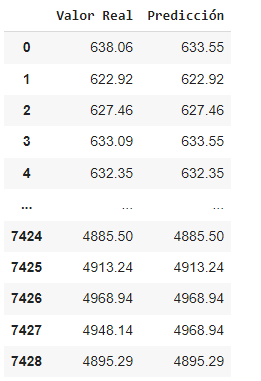 Valor Real Predicción
0 638.06 633.55
1 622.92 622.92
2 627.46 627.46
3 633.09 633.55
4 632.35 632.35
... ... ...
7424 4885.50 4885.50
7425 4913.24 4913.24
7426 4968.94 4968.94
7427 4948.14 4968.94
7428 4895.29 4895.29